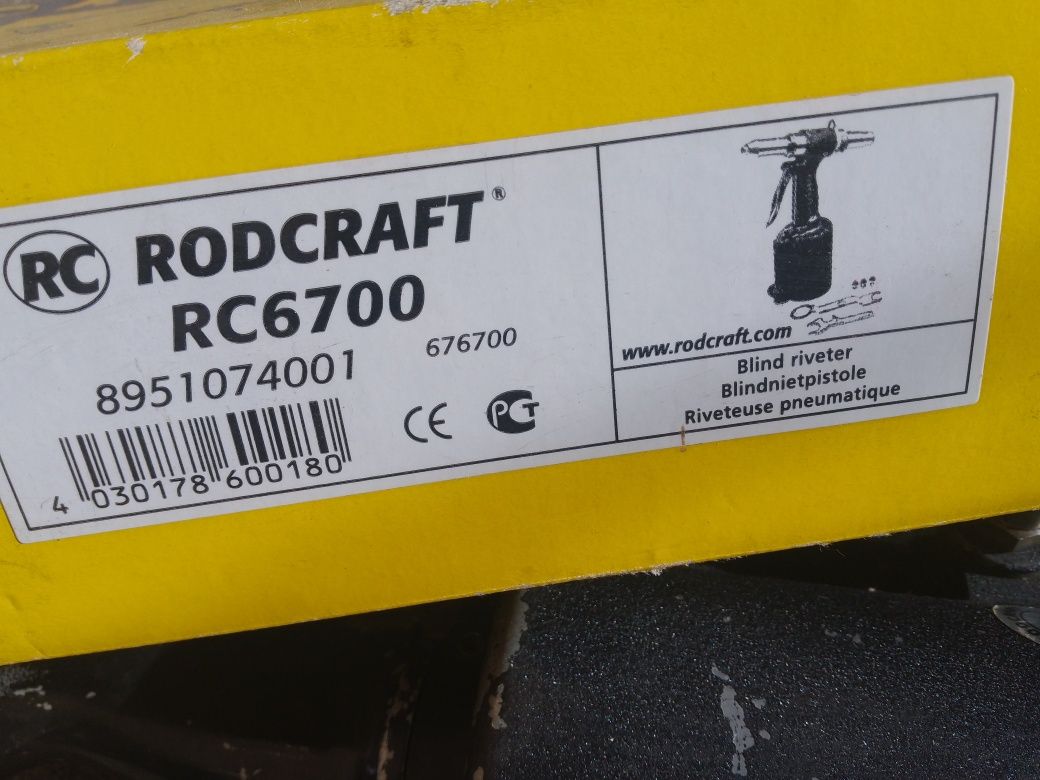 RC RODCRAFT®
RC6700
8951074001 676700
CE PCT
4 030178 600180
www.rodcraft.com
Blind riveter
Blindnietpistole
Riveteuse pneumatique